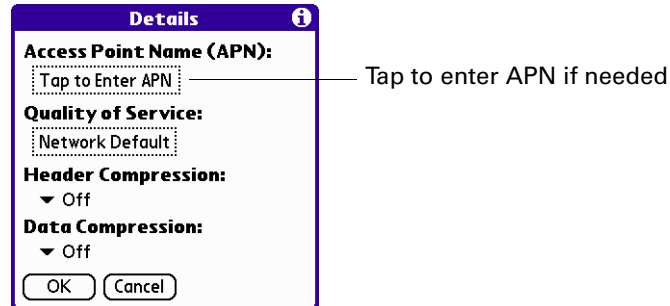 Details
Access Point Name (APN):
Tap to Enter APN
Tap to enter APN if needed
Quality of Service:
Network Default
Header Compression:
Off
Data Compression:
Off
OK Cancel